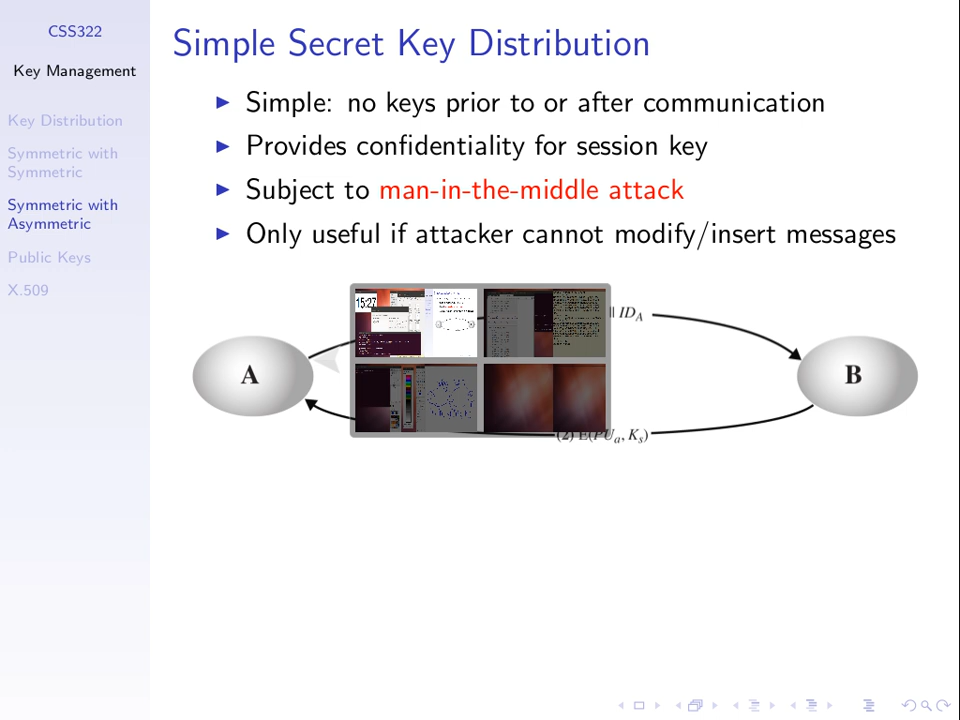 CSS322
Key Management
Key Distribution
Symmetric with
Symmetric
Symmetric with
Asymmetric
Public Keys
X.509
Simple Secret Key Distribution
Simple: no keys prior to or after communication
Provides confidentiality for session key
Subject to man-in-the-middle attack
Only useful if attacker cannot modify/insert messages
15:27
|| ID_A
A
B
(2) E(PU_a, K_s)